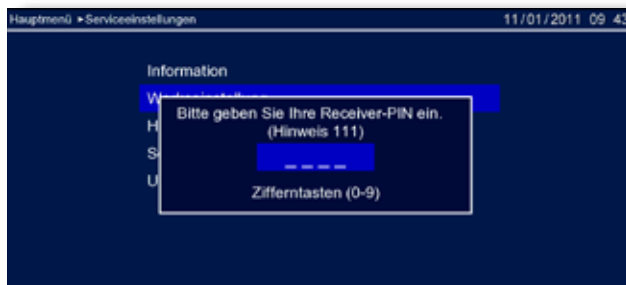 Hauptmenü ►Serviceeinstellungen 11/01/2011 09 43
Information
Bitte geben Sie Ihre Receiver-PIN ein.
(Hinweis 111)
_ _ _ _
Zifferntasten (0-9)